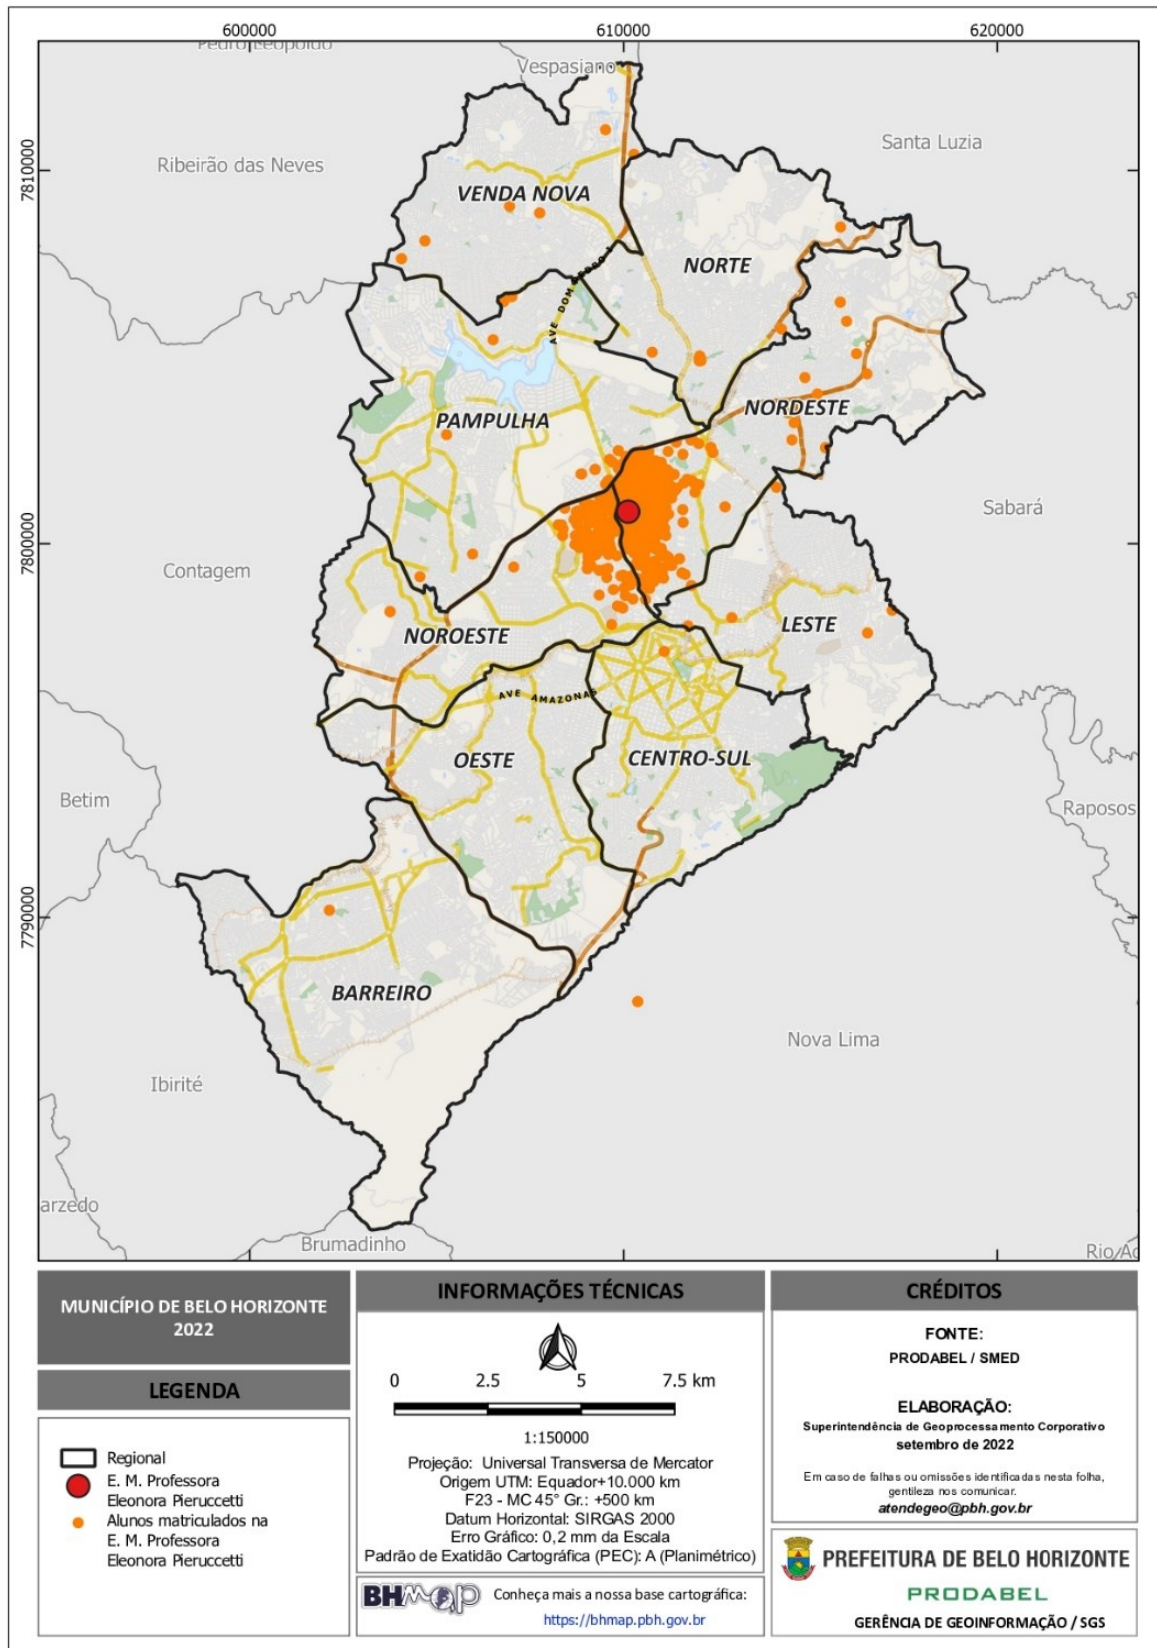 600000
610000
620000
Pedro Leopoldo
Vespasiano
Santa Luzia
7810000
Ribeirão das Neves
VENDA NOVA
NORTE
AVE DOM PEDRO I
NORDESTE
PAMPULHA
Sabará
7800000
Contagem
LESTE
NOROESTE
AVE AMAZONAS
OESTE
CENTRO-SUL
Betim
Raposos
7790000
BARREIRO
Nova Lima
Ibirité
arzedo
Brumadinho
Rio Ac
MUNICÍPIO DE BELO HORIZONTE
2022
LEGENDA
Regional
E. M. Professora
Eleonora Pieruccetti
Alunos matriculados na
E. M. Professora
Eleonora Pieruccetti
INFORMAÇÕES TÉCNICAS
0 2.5 5 7.5 km
1:150000
Projeção: Universal Transversa de Mercator
Origem UTM: Equador+10.000 km
F23 - MC 45° Gr.: +500 km
Datum Horizontal: SIRGAS 2000
Erro Gráfico: 0,2 mm da Escala
Padrão de Exatidão Cartográfica (PEC): A (Planimétrico)
BHmap
Conheça mais a nossa base cartográfica:
https://bhmap.pbh.gov.br
CRÉDITOS
FONTE:
PRODABEL / SMED
ELABORAÇÃO:
Superintendência de Geoprocessamento Corporativo
setembro de 2022
Em caso de falhas ou omissões identificadas nesta folha,
gentileza nos comunicar.
atendegeo@pbh.gov.br
PREFEITURA DE BELO HORIZONTE
PRODABEL
GERÊNCIA DE GEOINFORMAÇÃO / SGS